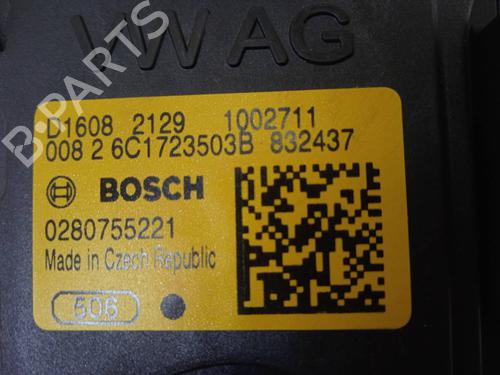 VW AG
D1608 2129 1002711
008 2 6C1723503B 832437
BOSCH
0280755221
Made in Czech Republic
506
B-PARTS